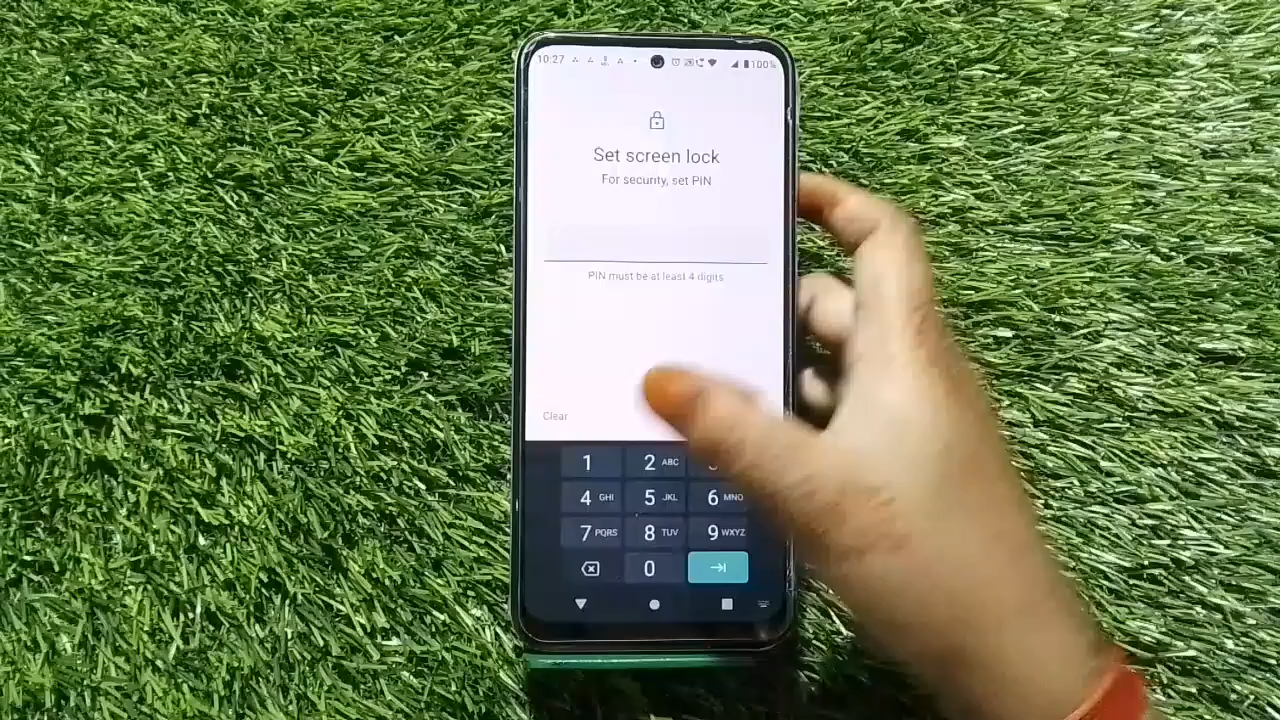 10:27 100%
Set screen lock
For security, set PIN
PIN must be at least 4 digits
Clear
1 2 ABC
4 GHI 5 JKL 6 MNO
7 PQRS 8 TUV 9 WXYZ
0